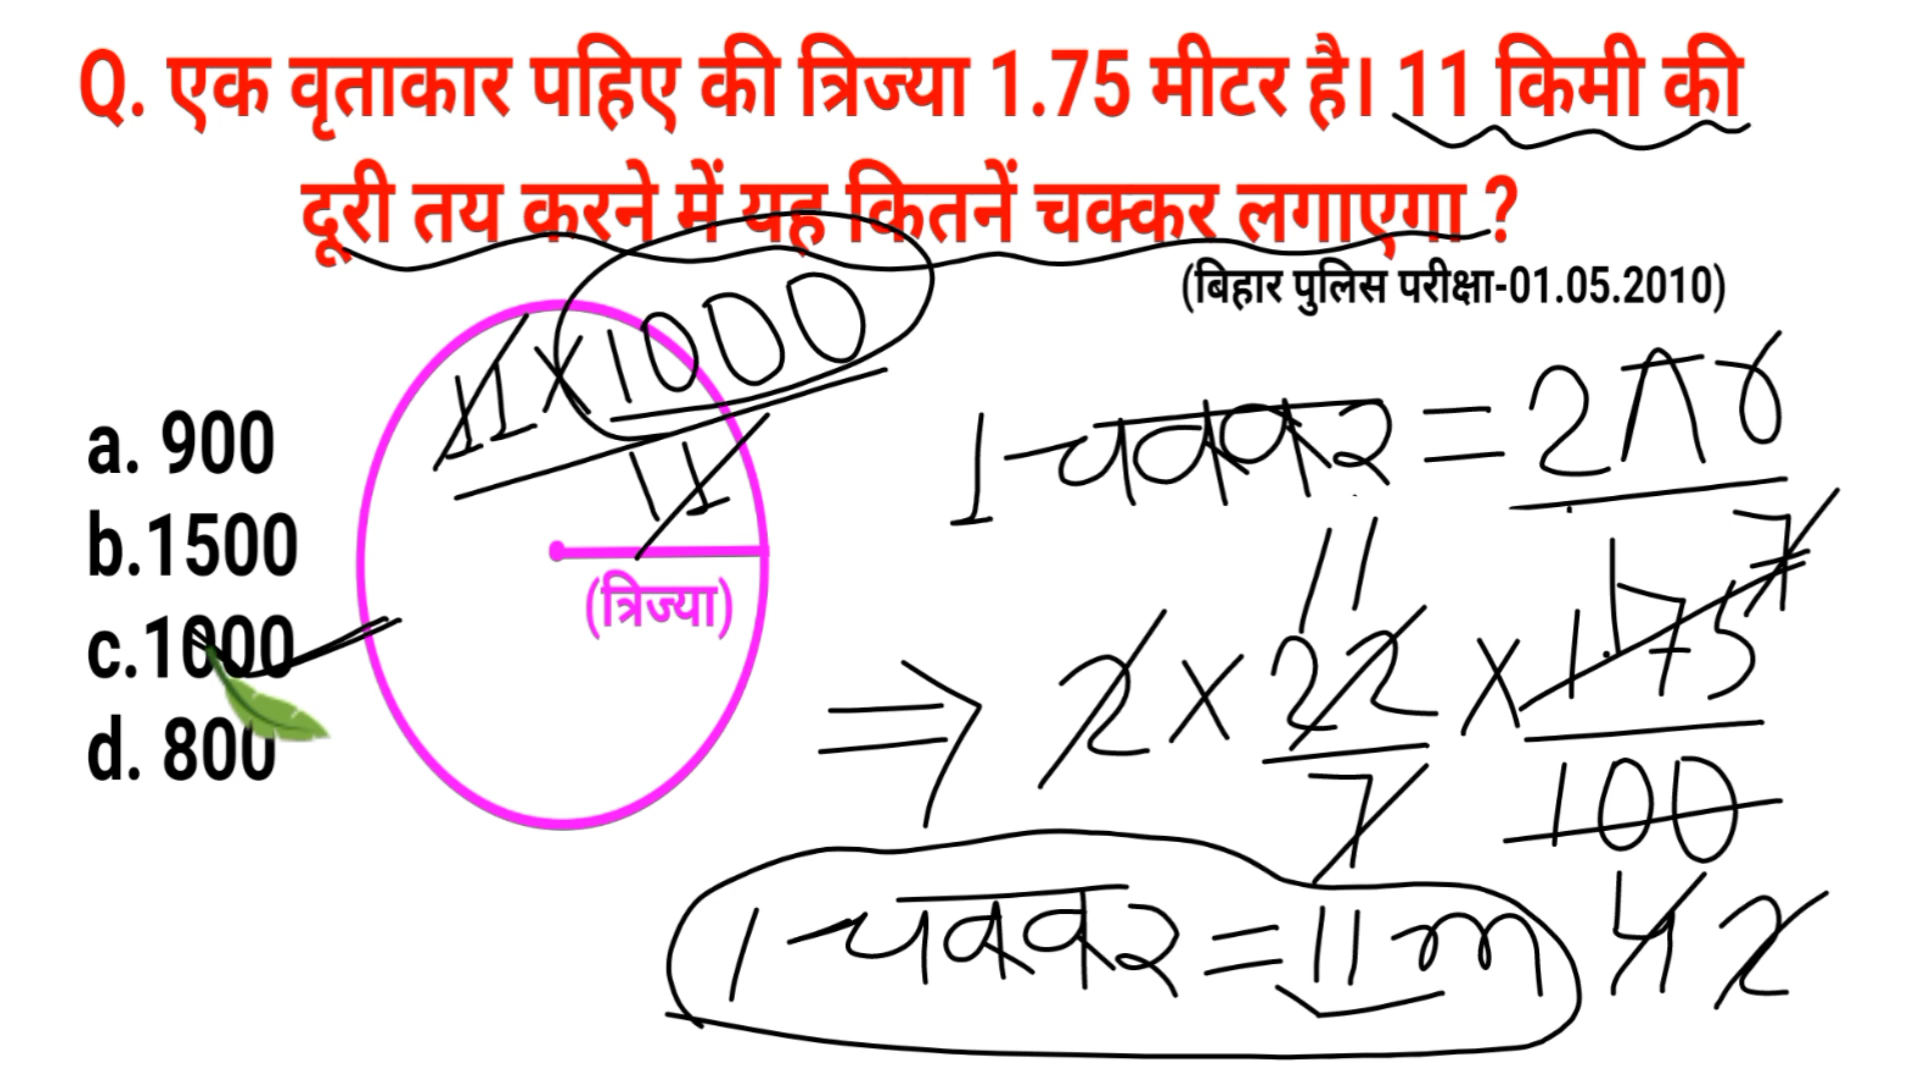 Q. एक वृताकार पहिए की त्रिज्या 1.75 मीटर है। 11 किमी की
दूरी तय करने में यह कितनें चक्कर लगाएगा ?
(बिहार पुलिस परीक्षा-01.05.2010)
11 × 1000
11
a. 900
b.1500
c.1000
d. 800
(त्रिज्या)
1-चक्कर = 2πr
11
7
⇒ 2 × 22 × 1.75
7
100
4 2
1-चक्कर = 11m